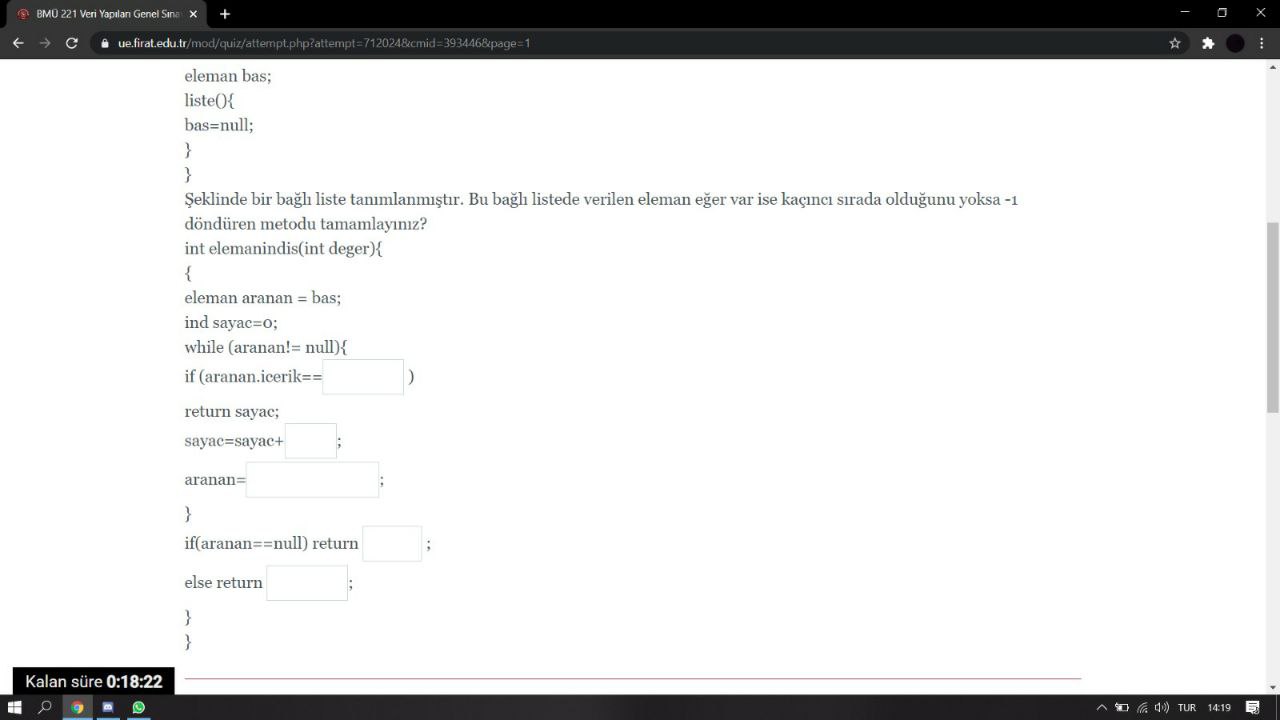 BMÜ 221 Veri Yapıları Genel Sına
ue.firat.edu.tr/mod/quiz/attempt.php?attempt=712024&cmid=393446&page=1
eleman bas;
liste(){
bas=null;
}
}
Şeklinde bir bağlı liste tanımlanmıştır. Bu bağlı listede verilen eleman eğer var ise kaçıncı sırada olduğunu yoksa -1
döndüren metodu tamamlayınız?
int elemanindis(int deger){
{
eleman aranan = bas;
ind sayac=0;
while (aranan!= null){
if (aranan.icerik== )
return sayac;
sayac=sayac+ ;
aranan= ;
}
if(aranan==null) return ;
else return ;
}
}
Kalan süre 0:18:22
TUR 14:19